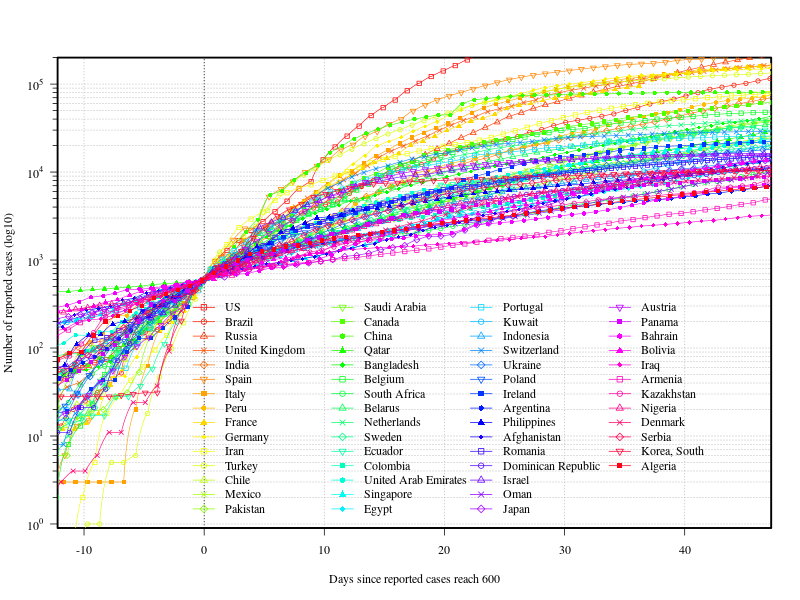 Number of reported cases (log10)
10^5
10^4
10^3
10^2
10^1
10^0
US Saudi Arabia Portugal Austria
Brazil Canada Kuwait Panama
Russia China Indonesia Bahrain
United Kingdom Qatar Switzerland Bolivia
India Bangladesh Ukraine Iraq
Spain Belgium Poland Armenia
Italy South Africa Ireland Kazakhstan
Peru Belarus Argentina Nigeria
France Netherlands Philippines Denmark
Germany Sweden Afghanistan Serbia
Iran Ecuador Romania Korea, South
Turkey Colombia Dominican Republic Algeria
Chile United Arab Emirates Israel
Mexico Singapore Oman
Pakistan Egypt Japan
-10 0 10 20 30 40
Days since reported cases reach 600